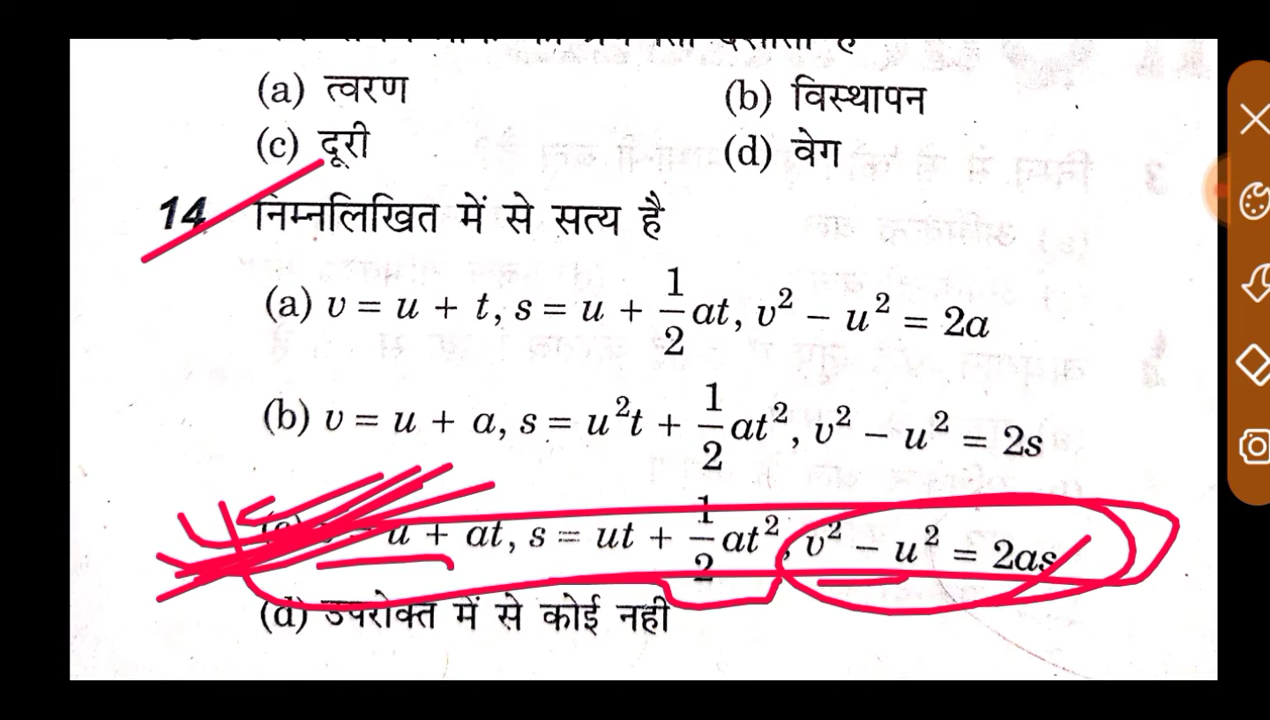 (a) त्वरण (b) विस्थापन
(c) दूरी (d) वेग
14 निम्नलिखित में से सत्य है
(a) v = u + t, s = u + 1/2 at, v² − u² = 2a
(b) v = u + a, s = u²t + 1/2 at², v² − u² = 2s
u + at, s = ut + 1/2 at², v² − u² = 2as
(d) उपरोक्त में से कोई नही